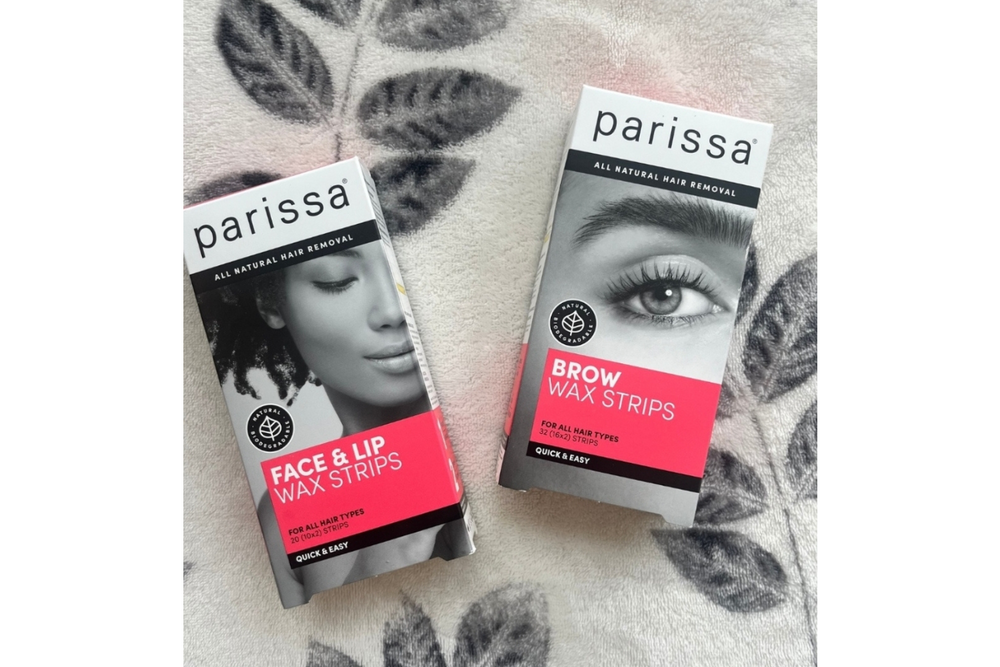 parissa®
ALL NATURAL HAIR REMOVAL
NATURAL · BIODEGRADABLE
FACE & LIP
WAX STRIPS
FOR ALL HAIR TYPES
20 (10x2) STRIPS
QUICK & EASY
parissa®
ALL NATURAL HAIR REMOVAL
NATURAL · BIODEGRADABLE
BROW
WAX STRIPS
FOR ALL HAIR TYPES
32 (16x2) STRIPS
QUICK & EASY